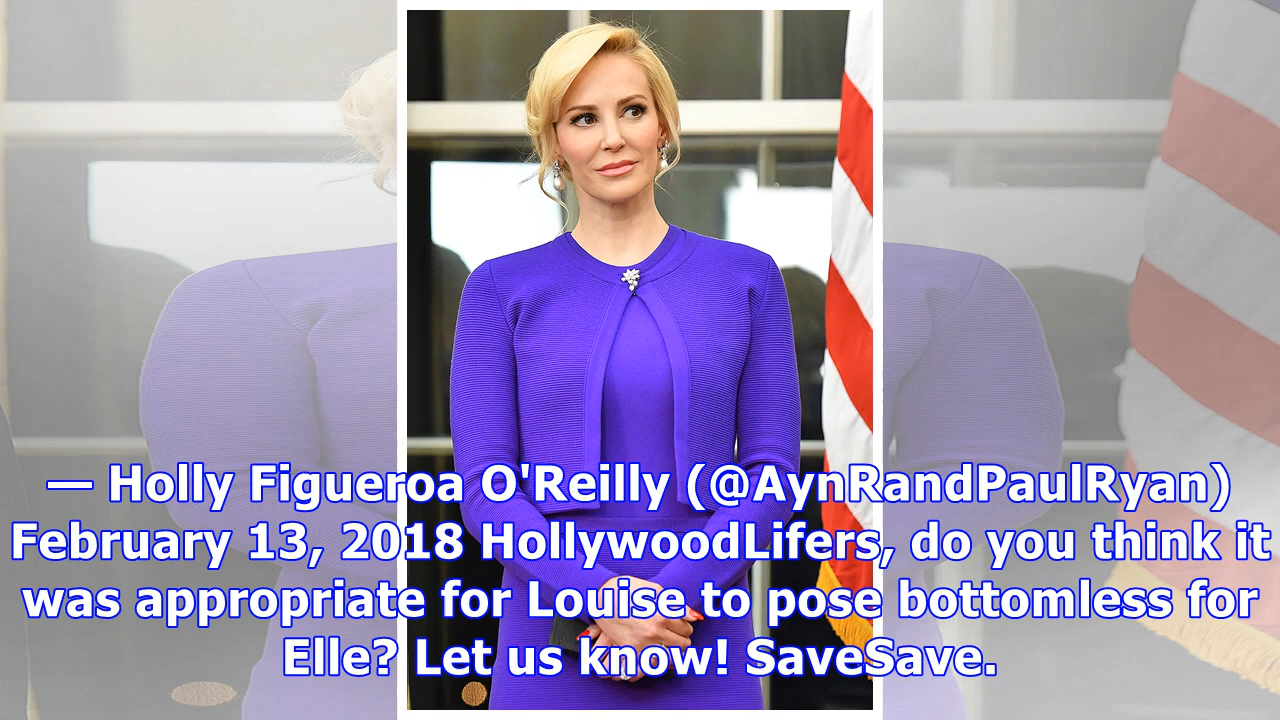 — Holly Figueroa O'Reilly (@AynRandPaulRyan)
February 13, 2018 HollywoodLifers, do you think it
was appropriate for Louise to pose bottomless for
Elle? Let us know! SaveSave.